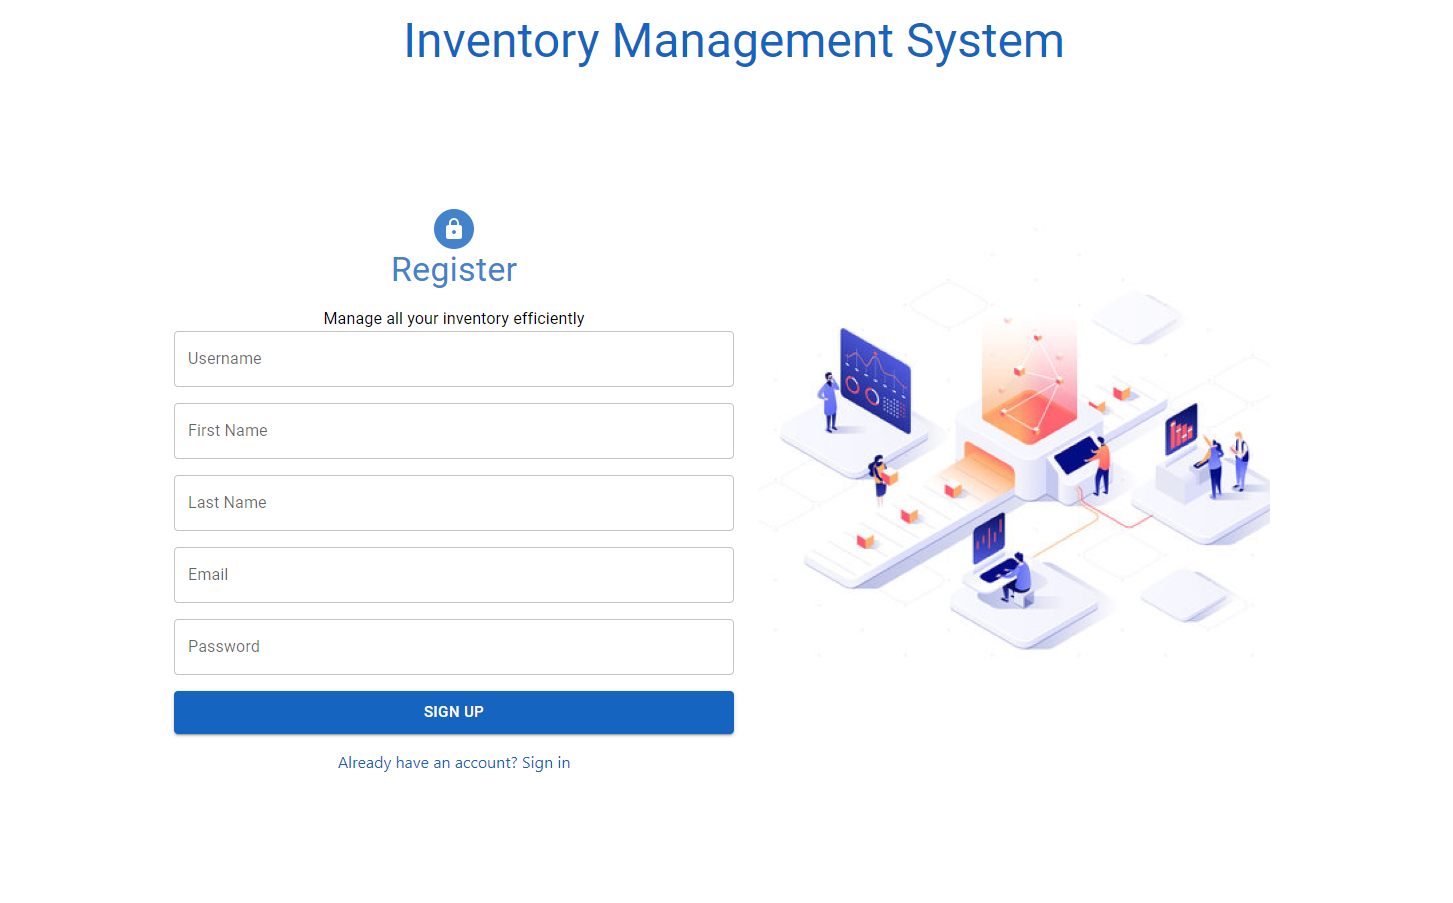 Inventory Management System
Register
Manage all your inventory efficiently
Username
First Name
Last Name
Email
Password
SIGN UP
Already have an account? Sign in